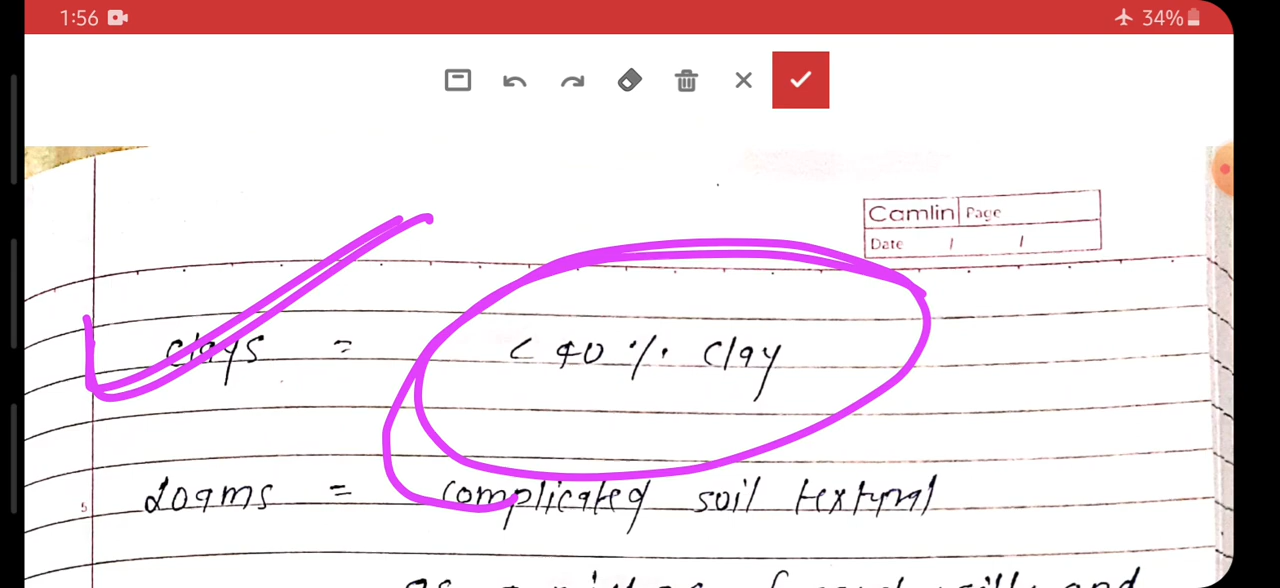 1:56 34%
Camlin Page
Date / /
clays = < 40 % clay
Loams = complicated soil textural